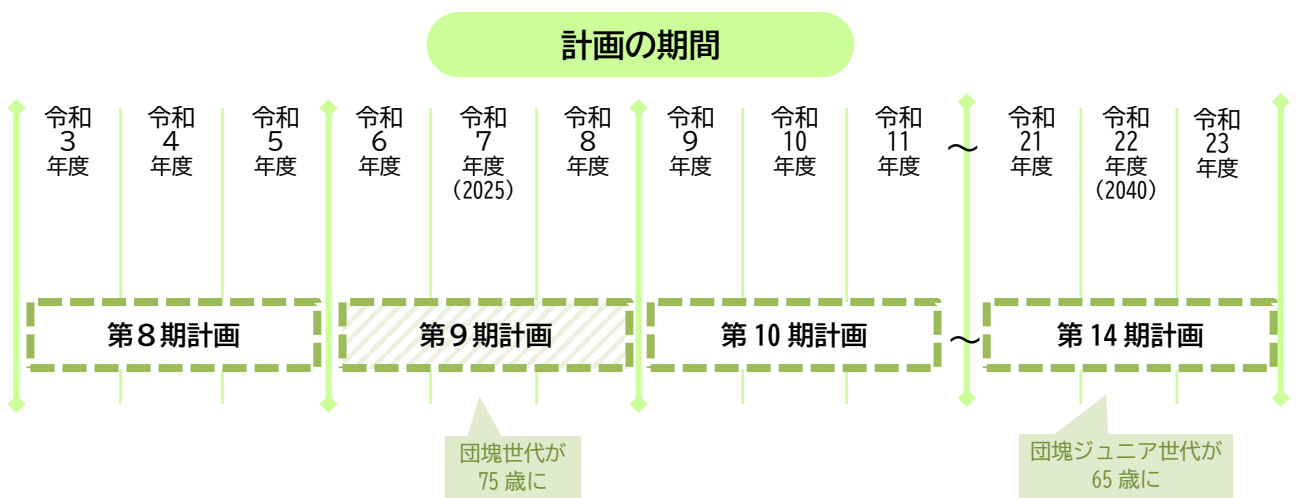 計画の期間
令和
3
年度
令和
4
年度
令和
5
年度
令和
6
年度
令和
7
年度
(2025)
令和
8
年度
令和
9
年度
令和
10
年度
令和
11
年度
～
令和
21
年度
令和
22
年度
(2040)
令和
23
年度
第８期計画
第９期計画
第 10 期計画
～
第 14 期計画
団塊世代が
75 歳に
団塊ジュニア世代が
65 歳に